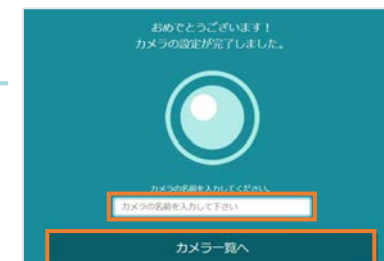 おめでとうございます！
カメラの設定が完了しました。
カメラの名前を入力してください。
カメラの名前を入力して下さい
カメラ一覧へ